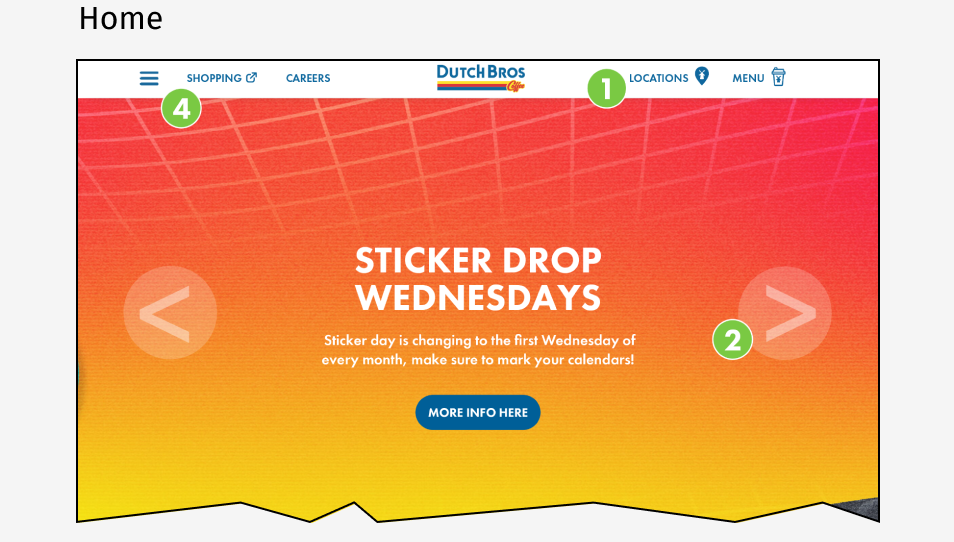 Home
SHOPPING CAREERS DUTCH BROS Coffee LOCATIONS MENU
4
1
STICKER DROP
WEDNESDAYS
< >
2
Sticker day is changing to the first Wednesday of
every month, make sure to mark your calendars!
MORE INFO HERE